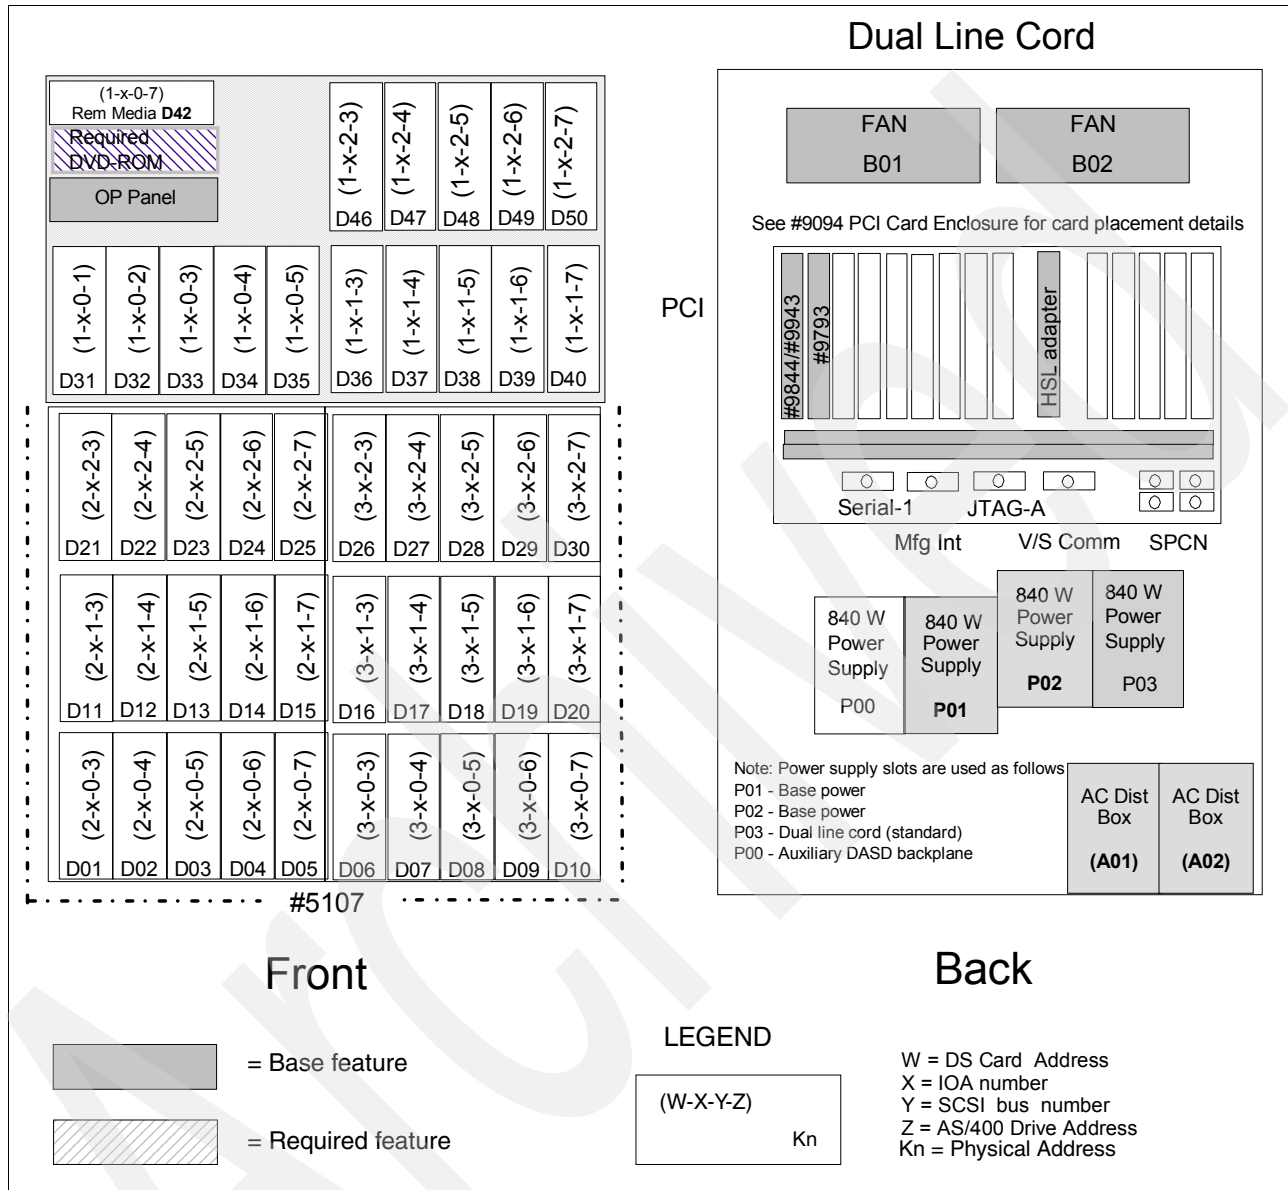 Dual Line Cord
(1-x-0-7)
Rem Media D42
Required
DVD-ROM
OP Panel
(1-x-2-3)
(1-x-2-4)
(1-x-2-5)
(1-x-2-6)
(1-x-2-7)
D46
D47
D48
D49
D50
(1-x-0-1)
(1-x-0-2)
(1-x-0-3)
(1-x-0-4)
(1-x-0-5)
(1-x-1-3)
(1-x-1-4)
(1-x-1-5)
(1-x-1-6)
(1-x-1-7)
D31
D32
D33
D34
D35
D36
D37
D38
D39
D40
(2-x-2-3)
(2-x-2-4)
(2-x-2-5)
(2-x-2-6)
(2-x-2-7)
(3-x-2-3)
(3-x-2-4)
(3-x-2-5)
(3-x-2-6)
(3-x-2-7)
D21
D22
D23
D24
D25
D26
D27
D28
D29
D30
(2-x-1-3)
(2-x-1-4)
(2-x-1-5)
(2-x-1-6)
(2-x-1-7)
(3-x-1-3)
(3-x-1-4)
(3-x-1-5)
(3-x-1-6)
(3-x-1-7)
D11
D12
D13
D14
D15
D16
D17
D18
D19
D20
(2-x-0-3)
(2-x-0-4)
(2-x-0-5)
(2-x-0-6)
(2-x-0-7)
(3-x-0-3)
(3-x-0-4)
(3-x-0-5)
(3-x-0-6)
(3-x-0-7)
D01
D02
D03
D04
D05
D06
D07
D08
D09
D10
#5107
Front
FAN
B01
FAN
B02
See #9094 PCI Card Enclosure for card placement details
PCI
#9844/#9943
#9793
HSL adapter
Serial-1
JTAG-A
Mfg Int
V/S Comm
SPCN
840 W
Power
Supply
P00
840 W
Power
Supply
P01
840 W
Power
Supply
P02
840 W
Power
Supply
P03
Note: Power supply slots are used as follows
P01 - Base power
P02 - Base power
P03 - Dual line cord (standard)
P00 - Auxiliary DASD backplane
AC Dist
Box
(A01)
AC Dist
Box
(A02)
Back
= Base feature
= Required feature
LEGEND
(W-X-Y-Z)
Kn
W = DS Card Address
X = IOA number
Y = SCSI bus number
Z = AS/400 Drive Address
Kn = Physical Address
Archived